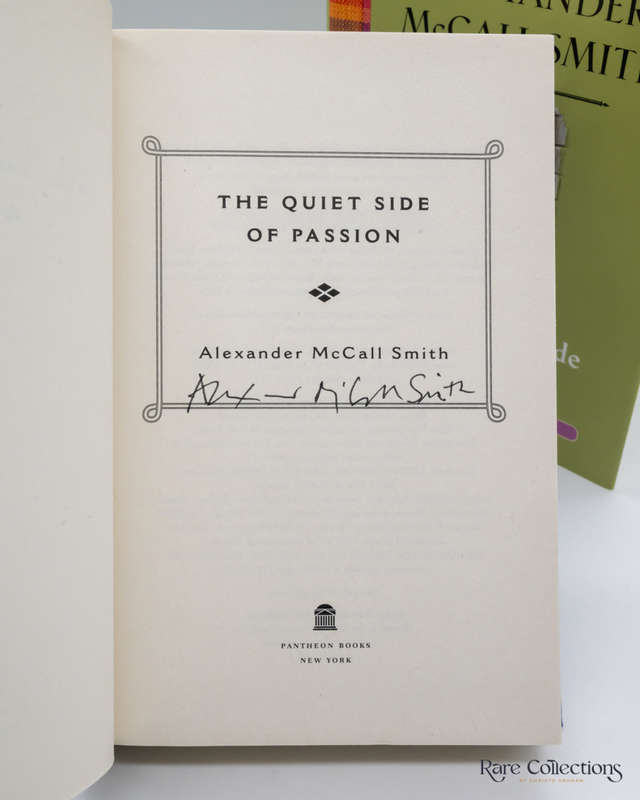 THE QUIET SIDE
OF PASSION
Alexander McCall Smith
Alexander McCall Smith
PANTHEON BOOKS
NEW YORK
ANDER
McCALL SMITH
de
Rare Collections